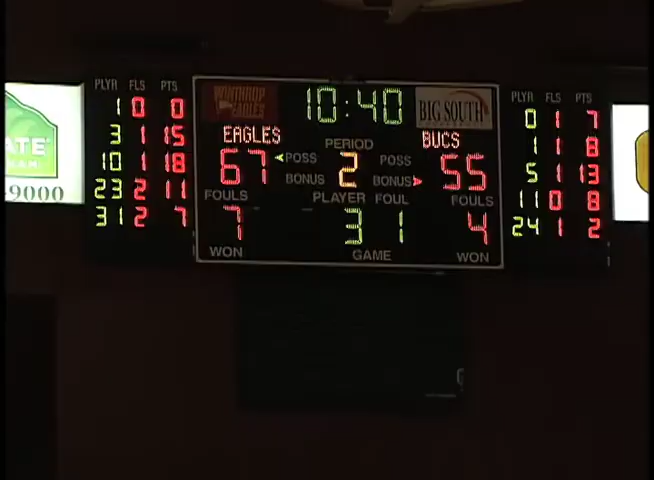 PLYR FLS PTS
1 0 0
3 1 15
10 1 18
23 2 11
31 2 7
ATE
-9000
WINTHROP
EAGLES
10:40
BIG SOUTH
EAGLES
BUCS
PERIOD
67
POSS
2
POSS
55
BONUS
BONUS
FOULS
PLAYER FOUL
FOULS
7
31
4
WON
GAME
WON
PLYR FLS PTS
0 1 7
1 1 8
5 1 13
11 0 8
24 1 2